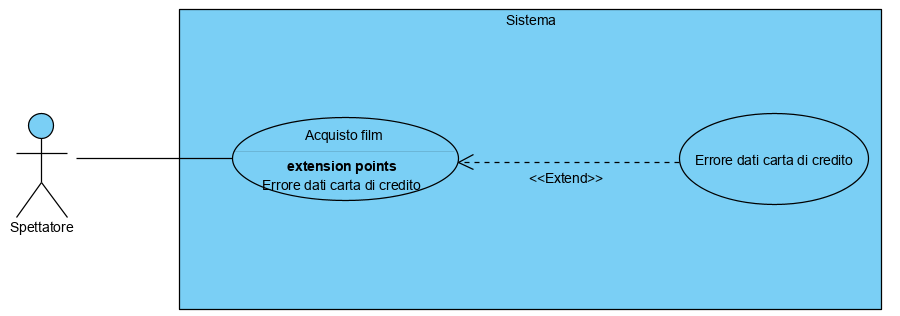 Sistema
Acquisto film
extension points
Errore dati carta di credito
Errore dati carta di credito
<<Extend>>
Spettatore